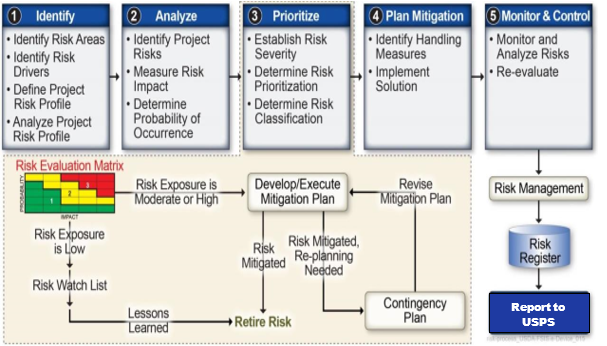 1 Identify
• Identify Risk Areas
• Identify Risk
Drivers
• Define Project
Risk Profile
• Analyze Project
Risk Profile
2 Analyze
• Identify Project
Risks
• Measure Risk
Impact
• Determine
Probability of
Occurrence
3 Prioritize
• Establish Risk
Severity
• Determine Risk
Prioritization
• Determine Risk
Classification
4 Plan Mitigation
• Identify Handling
Measures
• Implement
Solution
5 Monitor & Control
• Monitor and
Analyze Risks
• Re-evaluate
Risk Evaluation Matrix
PROBABILITY
3
2
1
IMPACT
Risk Exposure is
Moderate or High
Develop/Execute
Mitigation Plan
Revise
Mitigation Plan
Risk Exposure
is Low
Risk
Mitigated
Risk Mitigated,
Re-planning
Needed
Risk Watch List
Lessons
Learned
Retire Risk
Contingency
Plan
Risk Management
Risk
Register
Report to
USPS